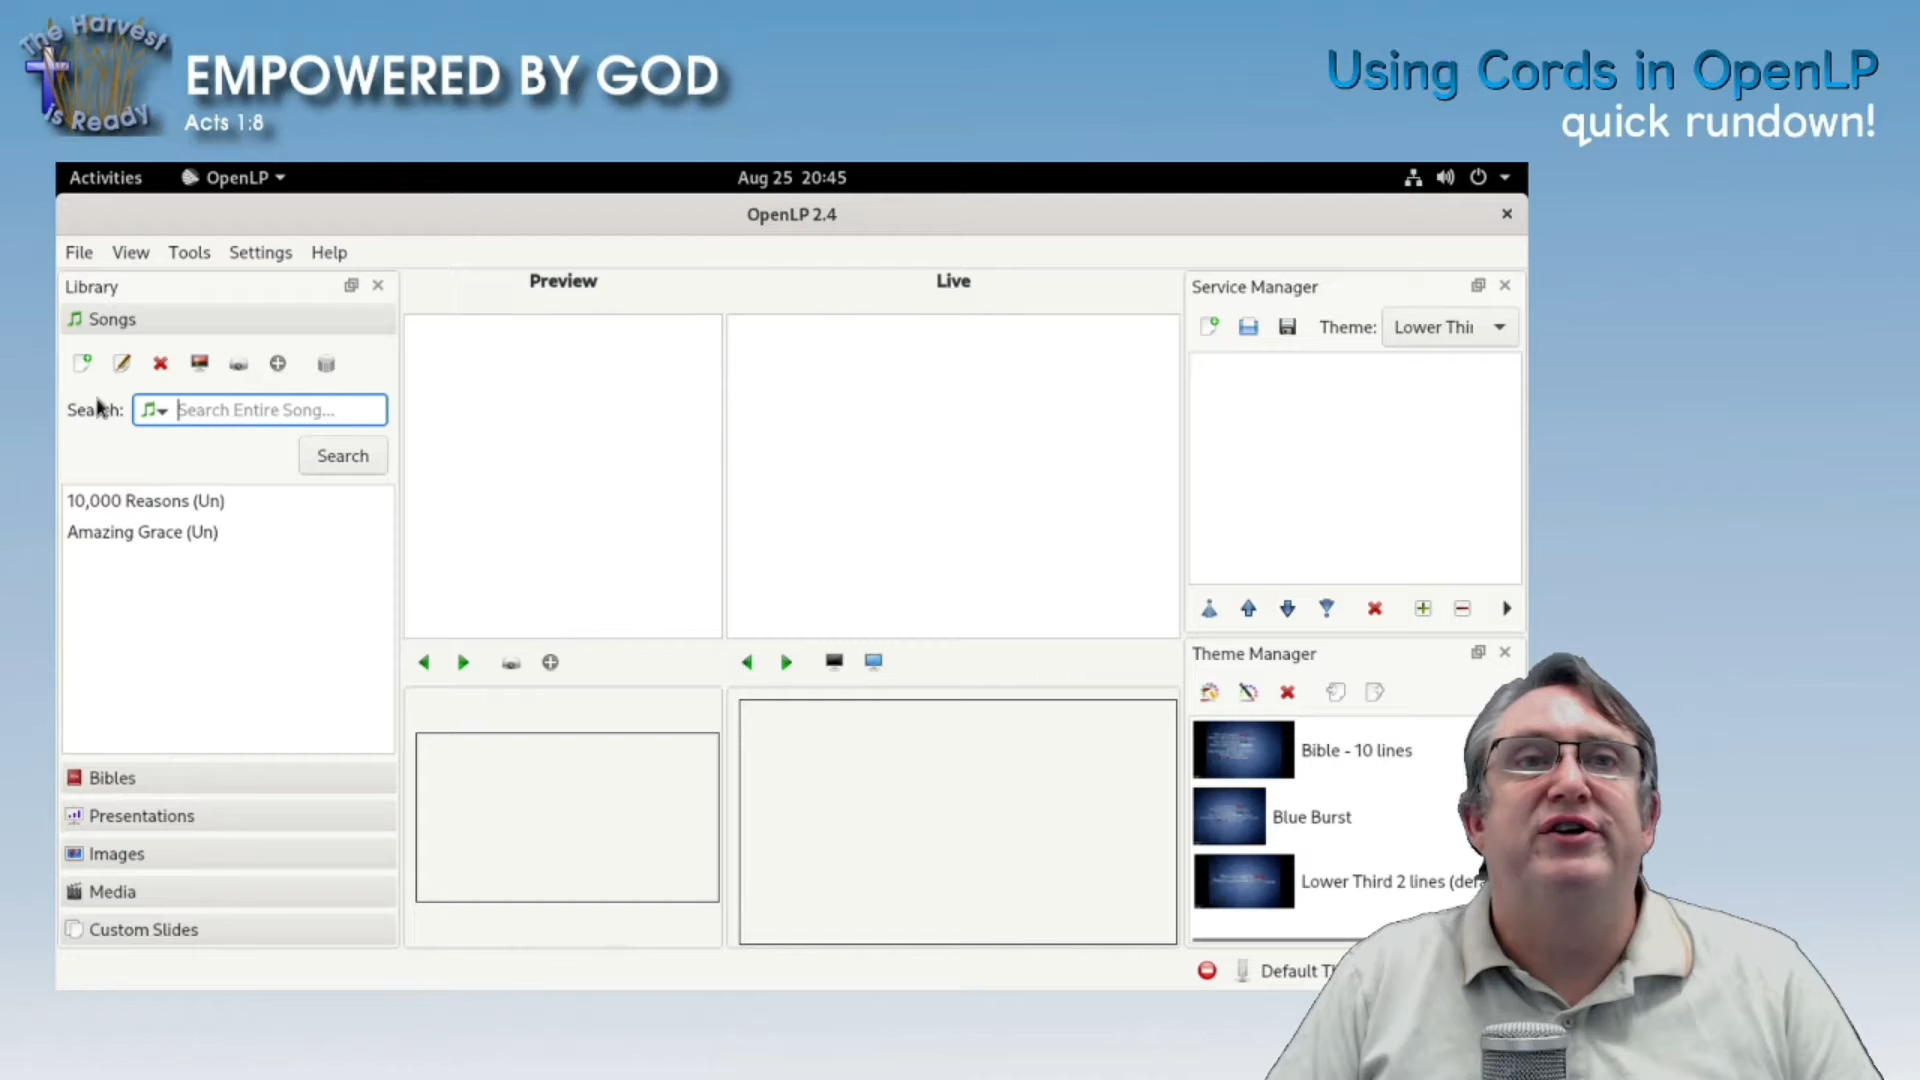 The Harvest
is Ready
EMPOWERED BY GOD
Acts 1:8
Using Cords in OpenLP
quick rundown!
Activities
OpenLP
Aug 25 20:45
OpenLP 2.4
File View Tools Settings Help
Library
Songs
Search:
Search Entire Song...
Search
10,000 Reasons (Un)
Amazing Grace (Un)
Bibles
Presentations
Images
Media
Custom Slides
Preview
Live
Service Manager
Theme:
Lower Thir
Theme Manager
Bible - 10 lines
Blue Burst
Lower Third 2 lines (def
Default T